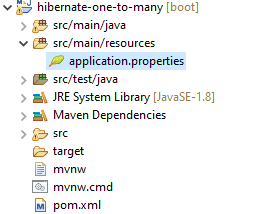 hibernate-one-to-many [boot]
src/main/java
src/main/resources
application.properties
src/test/java
JRE System Library [JavaSE-1.8]
Maven Dependencies
src
target
mvnw
mvnw.cmd
pom.xml